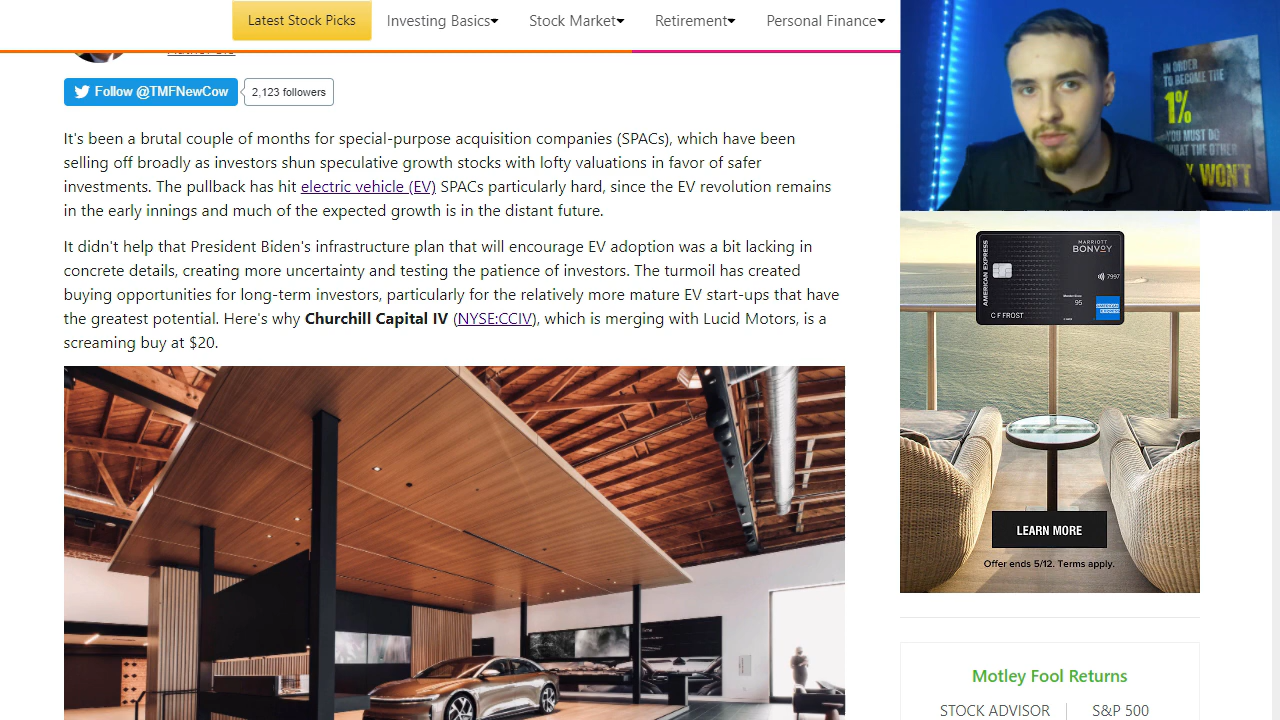 Latest Stock Picks
Investing Basics
Stock Market
Retirement
Personal Finance
Follow @TMFNewCow
2,123 followers
It's been a brutal couple of months for special-purpose acquisition companies (SPACs), which have been
selling off broadly as investors shun speculative growth stocks with lofty valuations in favor of safer
investments. The pullback has hit electric vehicle (EV) SPACs particularly hard, since the EV revolution remains
in the early innings and much of the expected growth is in the distant future.
It didn't help that President Biden's infrastructure plan that will encourage EV adoption was a bit lacking in
concrete details, creating more uncertainty and testing the patience of investors. The turmoil has created
buying opportunities for long-term investors, particularly for the relatively more mature EV start-ups that have
the greatest potential. Here's why Churchill Capital IV (NYSE:CCIV), which is merging with Lucid Motors, is a
screaming buy at $20.
IN ORDER
TO BECOME THE
1%
YOU MUST DO
WHAT THE OTHER
WON'T
AMERICAN EXPRESS
MARRIOTT
BONVOY
7997
Member Since
95
C F FROST
LEARN MORE
Offer ends 5/12. Terms apply.
Motley Fool Returns
STOCK ADVISOR
S&P 500